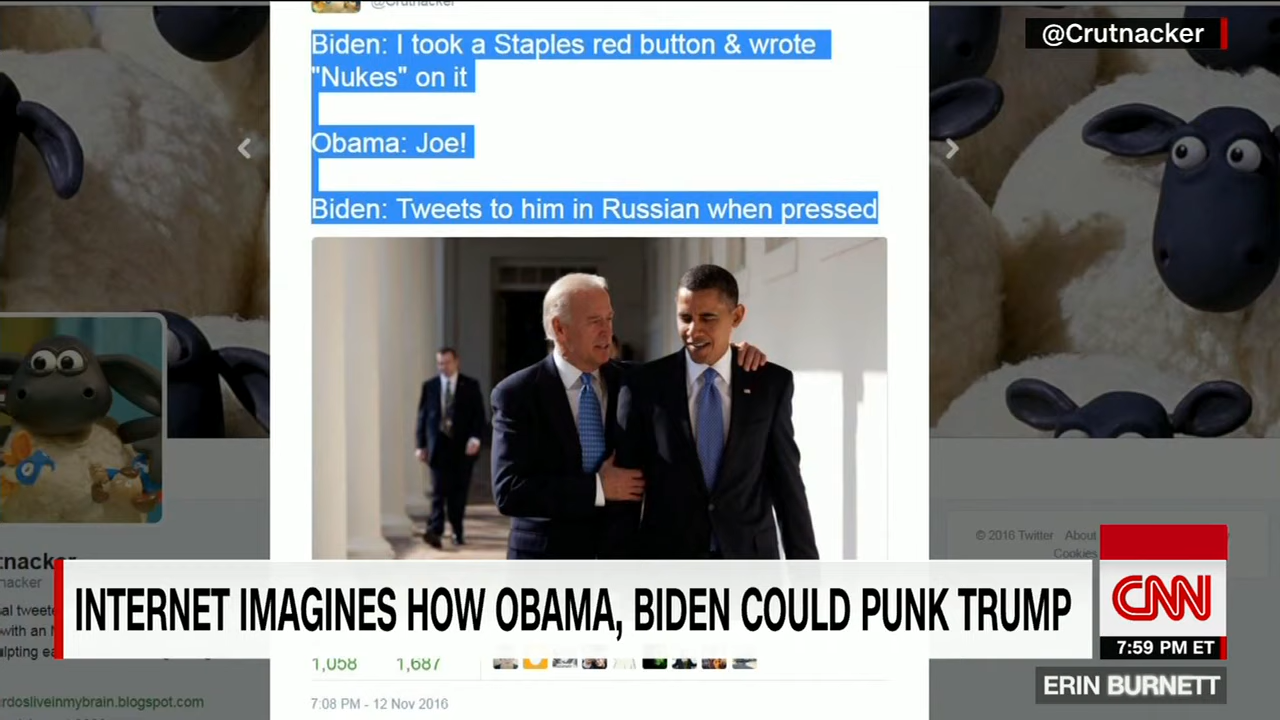 @Crutnacker
@Crutnacker
Biden: I took a Staples red button & wrote
"Nukes" on it
Obama: Joe!
Biden: Tweets to him in Russian when pressed
© 2016 Twitter About
Cookies
INTERNET IMAGINES HOW OBAMA, BIDEN COULD PUNK TRUMP
CNN
7:59 PM ET
ERIN BURNETT
1,058 1,687
7:08 PM - 12 Nov 2016